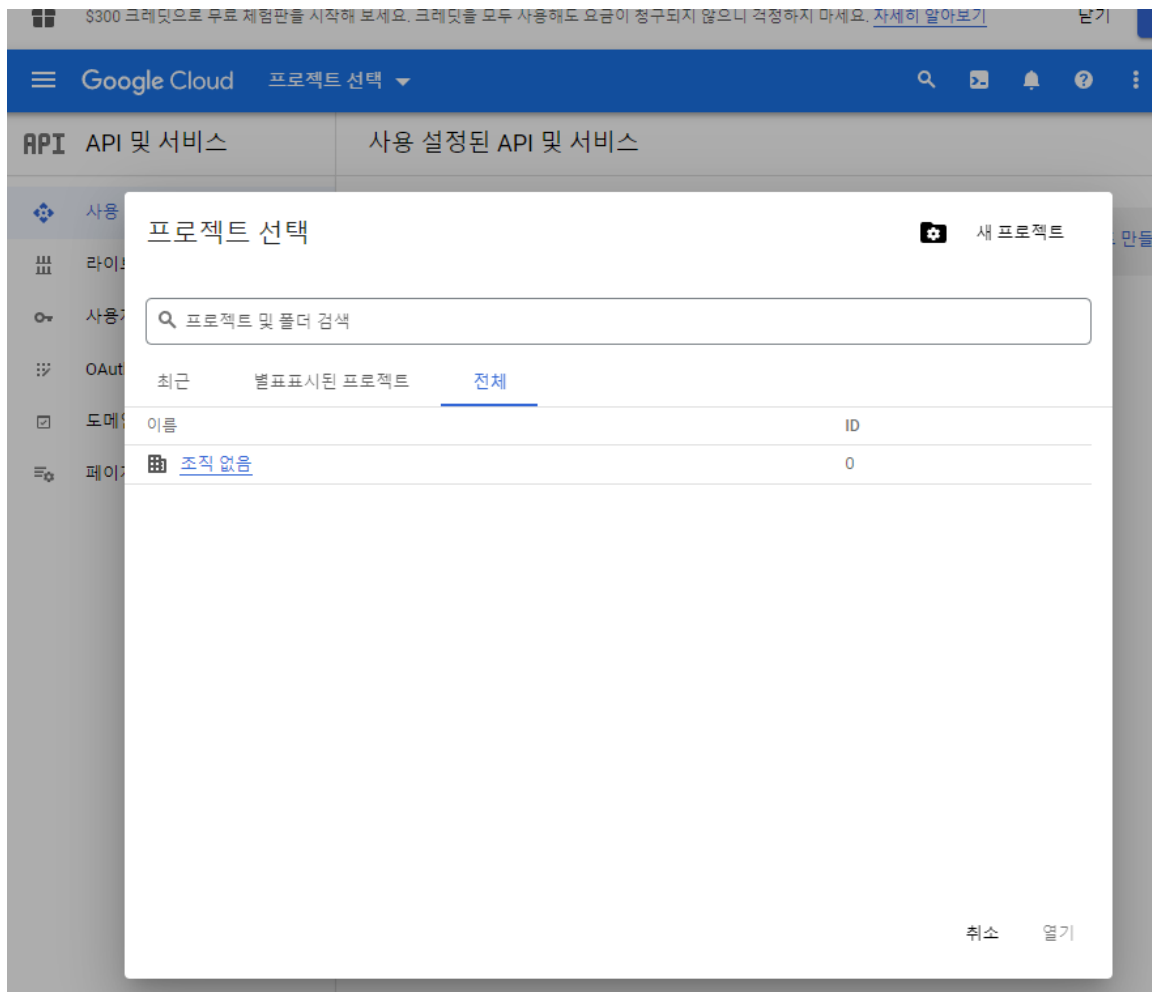 $300 크레딧으로 무료 체험판을 시작해 보세요. 크레딧을 모두 사용해도 요금이 청구되지 않으니 걱정하지 마세요. 자세히 알아보기 닫기
Google Cloud 프로젝트 선택
API API 및 서비스 사용 설정된 API 및 서비스
사용
프로젝트 선택 새 프로젝트
만들
라이
사용
프로젝트 및 폴더 검색
OAut
최근 별표표시된 프로젝트 전체
도메
이름 ID
조직 없음 0
페이
취소 열기